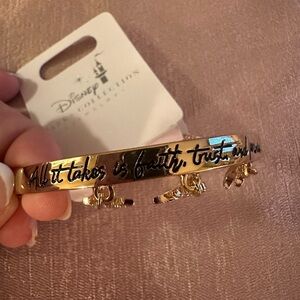 Disney
COLLECTION
All it takes is faith, trust, and